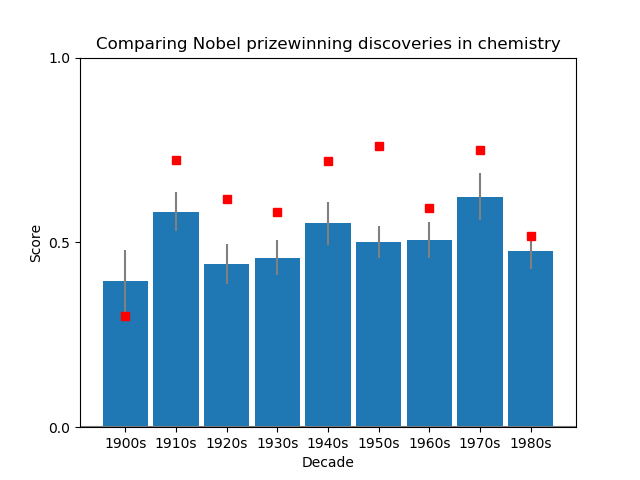 Comparing Nobel prizewinning discoveries in chemistry
1.0
0.5
0.0
Score
1900s 1910s 1920s 1930s 1940s 1950s 1960s 1970s 1980s
Decade